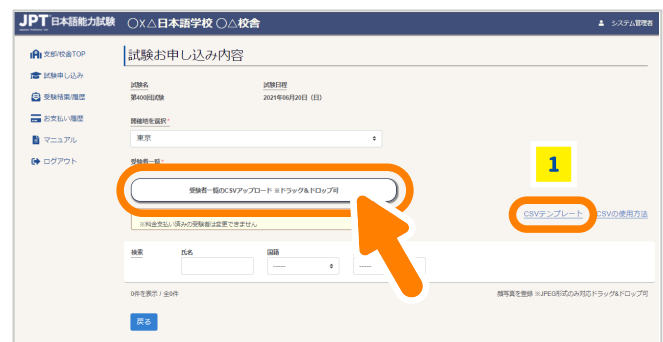 JPT日本語能力試験 〇X△日本語学校 〇△校舎 システム管理者
支部/校舎TOP
試験申し込み
受験結果/履歴
お支払い履歴
マニュアル
ログアウト
試験お申し込み内容
試験名 試験日程
第400回試験 2021年06月20日（日）
開催地を選択*
東京
受験者一覧*
1
受験者一覧のCSVアップロード ※ドラッグ&ドロップ可
CSVテンプレート CSVの使用方法
※料金支払い済みの受験者は変更できません
検索 氏名 国籍
----- -----
0件を表示 / 全0件 顔写真を登録 ※JPEG形式のみ対応ドラッグ&ドロップ可
戻る